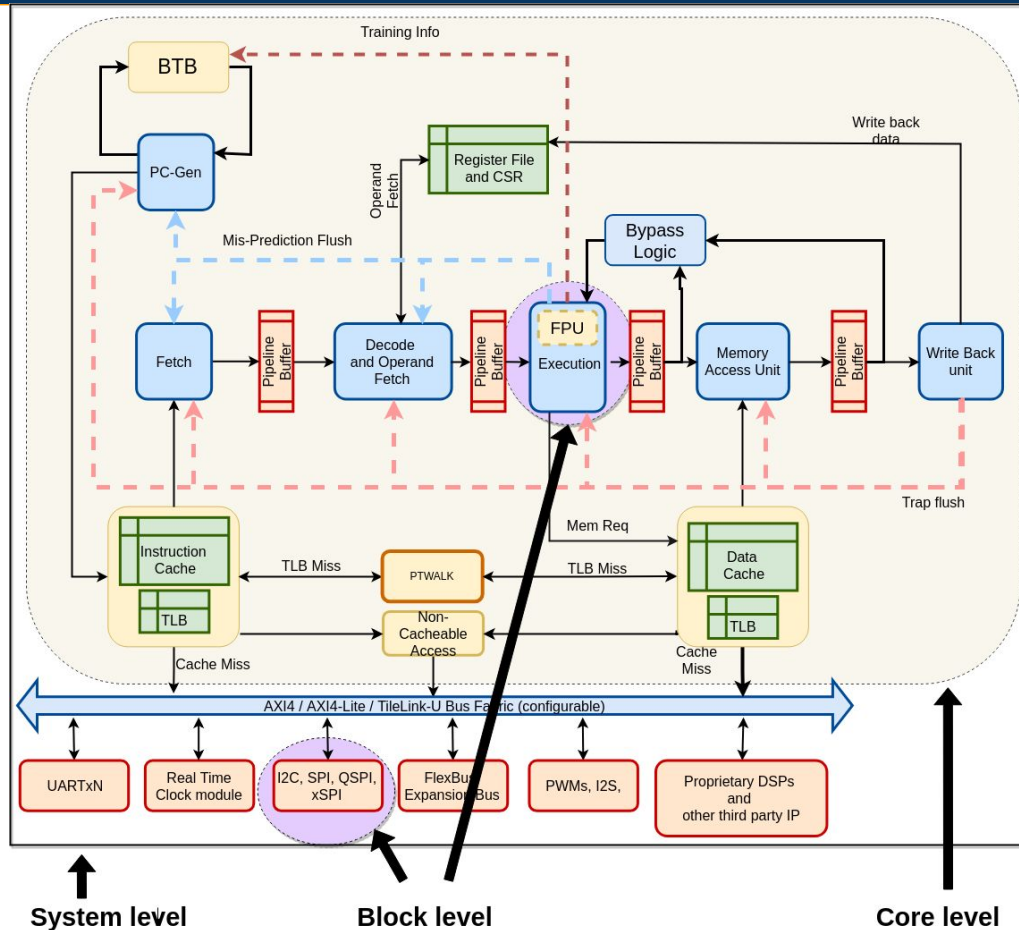 Training Info
BTB
Write back
data
PC-Gen
Register File
and CSR
Operand
Fetch
Mis-Prediction Flush
Bypass
Logic
Fetch
Pipeline
Buffer
Decode
and Operand
Fetch
Pipeline
Buffer
FPU
Execution
Pipeline
Buffer
Memory
Access Unit
Pipeline
Buffer
Write Back
unit
Trap flush
Mem Req
Instruction
Cache
TLB
TLB Miss
PTWALK
TLB Miss
Data
Cache
TLB
Non-
Cacheable
Access
Cache Miss
Cache
Miss
AXI4 / AXI4-Lite / TileLink-U Bus Fabric (configurable)
UARTxN
Real Time
Clock module
I2C, SPI, QSPI,
xSPI
FlexBus
Expansion Bus
PWMs, I2S,
Proprietary DSPs
and
other third party IP
System level
Block level
Core level